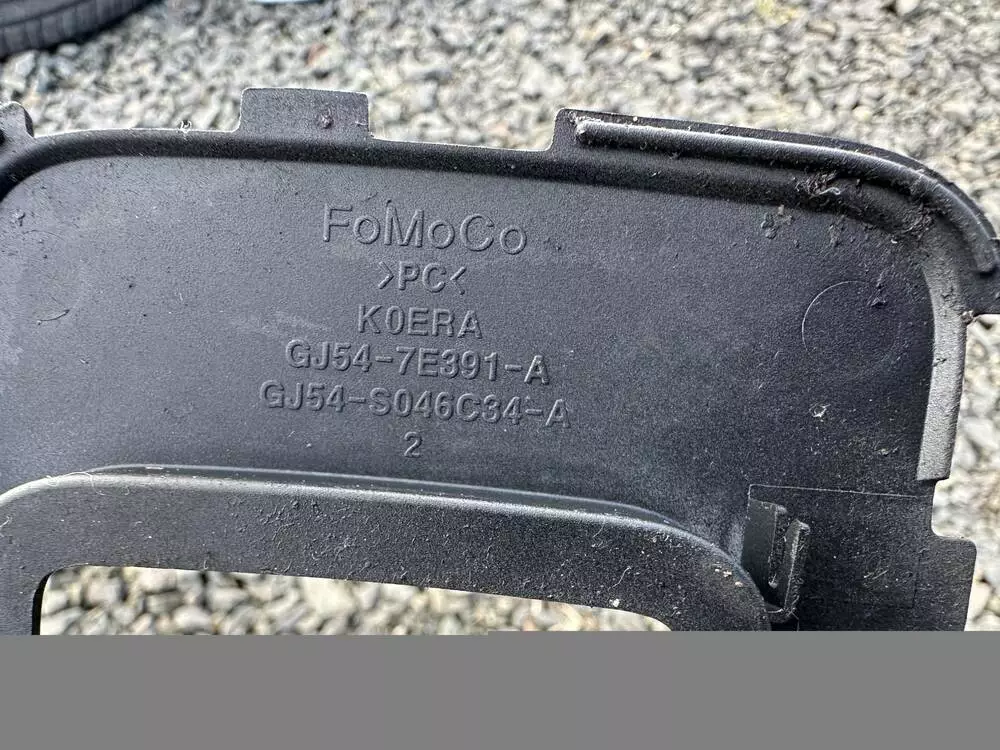 FoMoCo
>PC<
K0ERA
GJ54-7E391-A
GJ54-S046C34-A
2